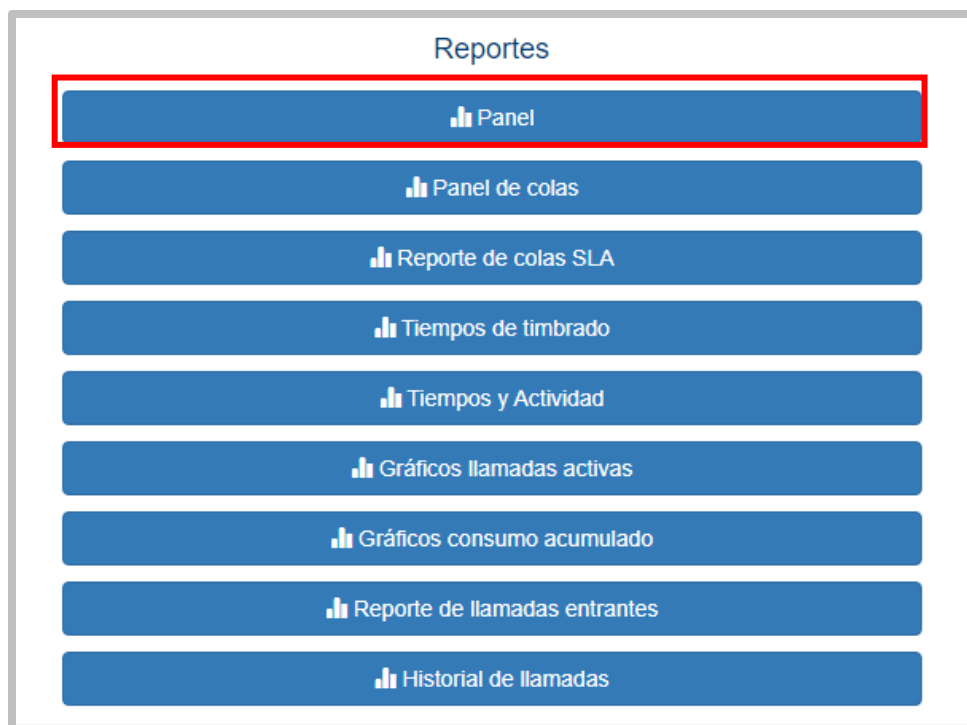 Reportes
Panel
Panel de colas
Reporte de colas SLA
Tiempos de timbrado
Tiempos y Actividad
Gráficos llamadas activas
Gráficos consumo acumulado
Reporte de llamadas entrantes
Historial de llamadas